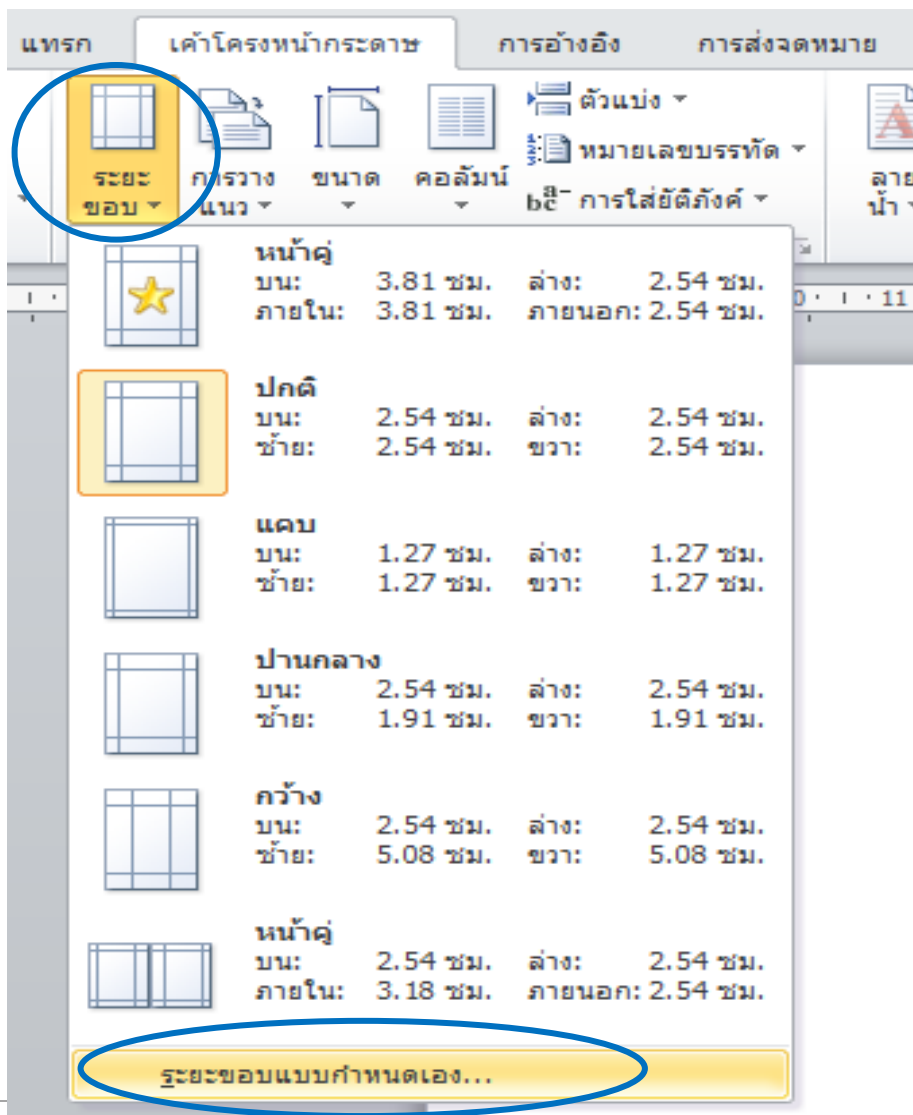 แทรก เค้าโครงหน้ากระดาษ การอ้างอิง การส่งจดหมาย
ระยะขอบ การวางแนว ขนาด คอลัมน์
ตัวแบ่ง
หมายเลขบรรทัด
bc a- การใส่ยัติภังค์
ลายน้ำ
11
หน้าคู่
บน: 3.81 ซม. ล่าง: 2.54 ซม.
ภายใน: 3.81 ซม. ภายนอก: 2.54 ซม.
ปกติ
บน: 2.54 ซม. ล่าง: 2.54 ซม.
ซ้าย: 2.54 ซม. ขวา: 2.54 ซม.
แคบ
บน: 1.27 ซม. ล่าง: 1.27 ซม.
ซ้าย: 1.27 ซม. ขวา: 1.27 ซม.
ปานกลาง
บน: 2.54 ซม. ล่าง: 2.54 ซม.
ซ้าย: 1.91 ซม. ขวา: 1.91 ซม.
กว้าง
บน: 2.54 ซม. ล่าง: 2.54 ซม.
ซ้าย: 5.08 ซม. ขวา: 5.08 ซม.
หน้าคู่
บน: 2.54 ซม. ล่าง: 2.54 ซม.
ภายใน: 3.18 ซม. ภายนอก: 2.54 ซม.
ระยะขอบแบบกำหนดเอง...